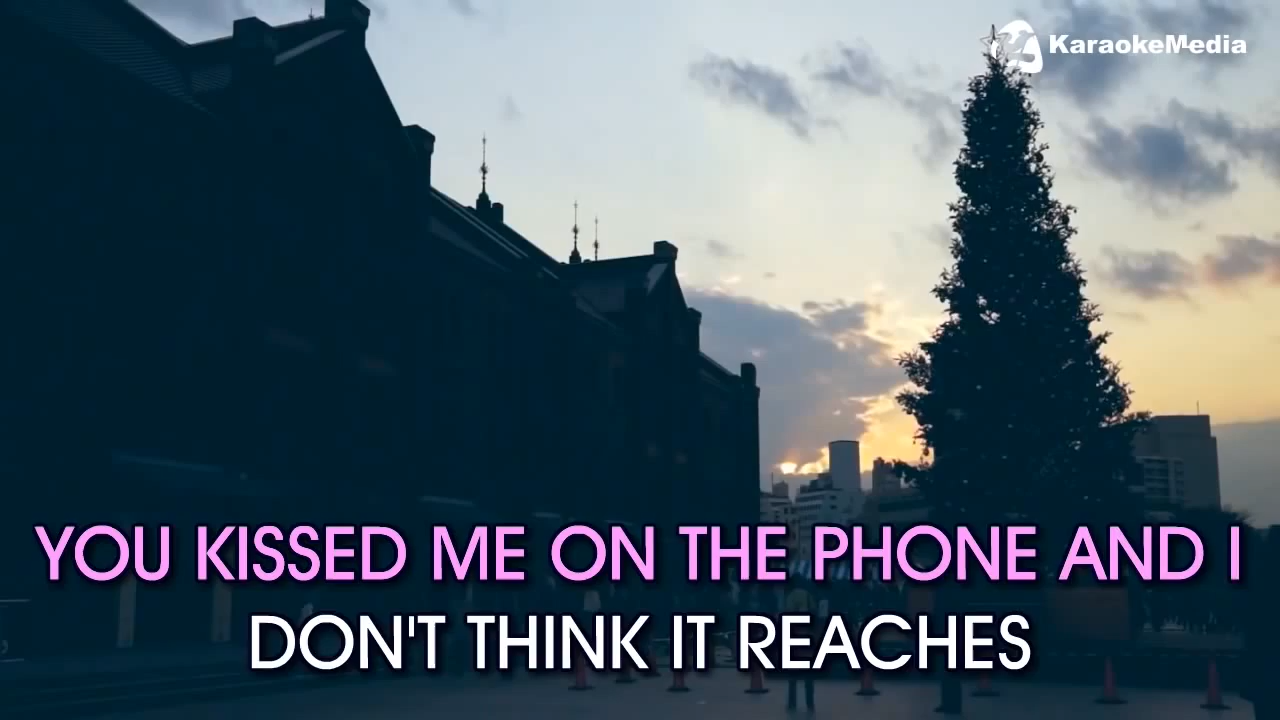 KaraokeMedia
YOU KISSED ME ON THE PHONE AND I
DON'T THINK IT REACHES